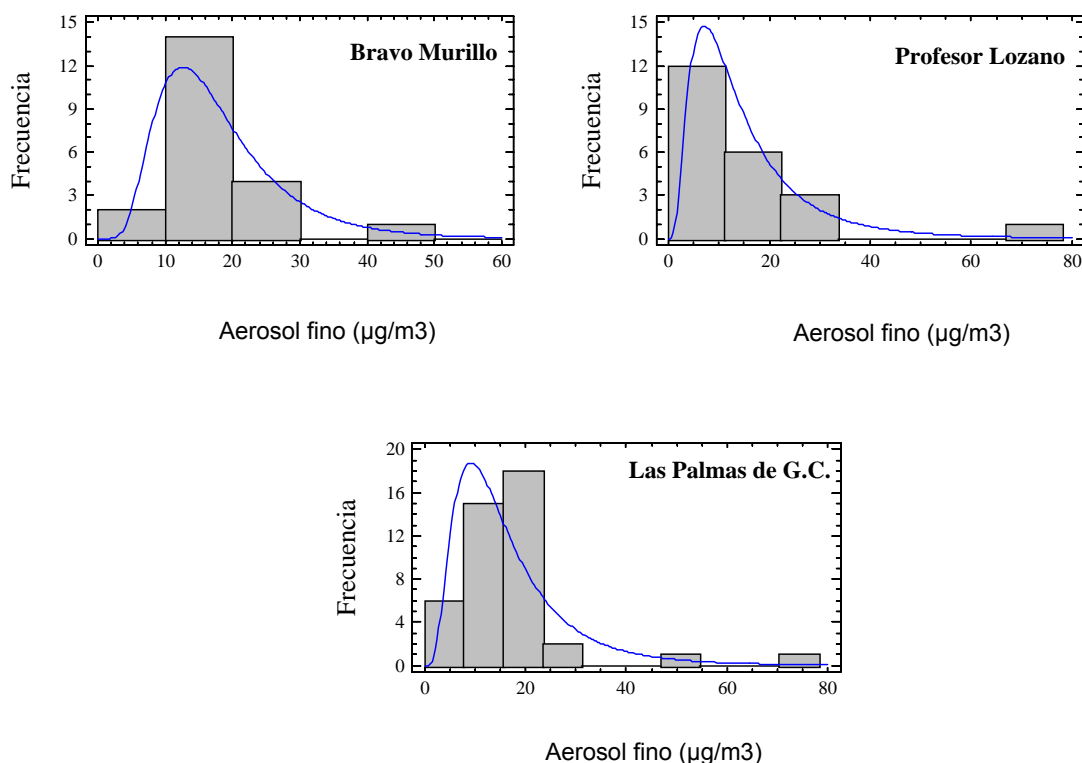 Bravo Murillo
Frecuencia
15
12
9
6
3
0
0 10 20 30 40 50 60
Aerosol fino (µg/m3)
Profesor Lozano
Frecuencia
15
12
9
6
3
0
0 20 40 60 80
Aerosol fino (µg/m3)
Las Palmas de G.C.
Frecuencia
20
16
12
8
4
0
0 20 40 60 80
Aerosol fino (µg/m3)